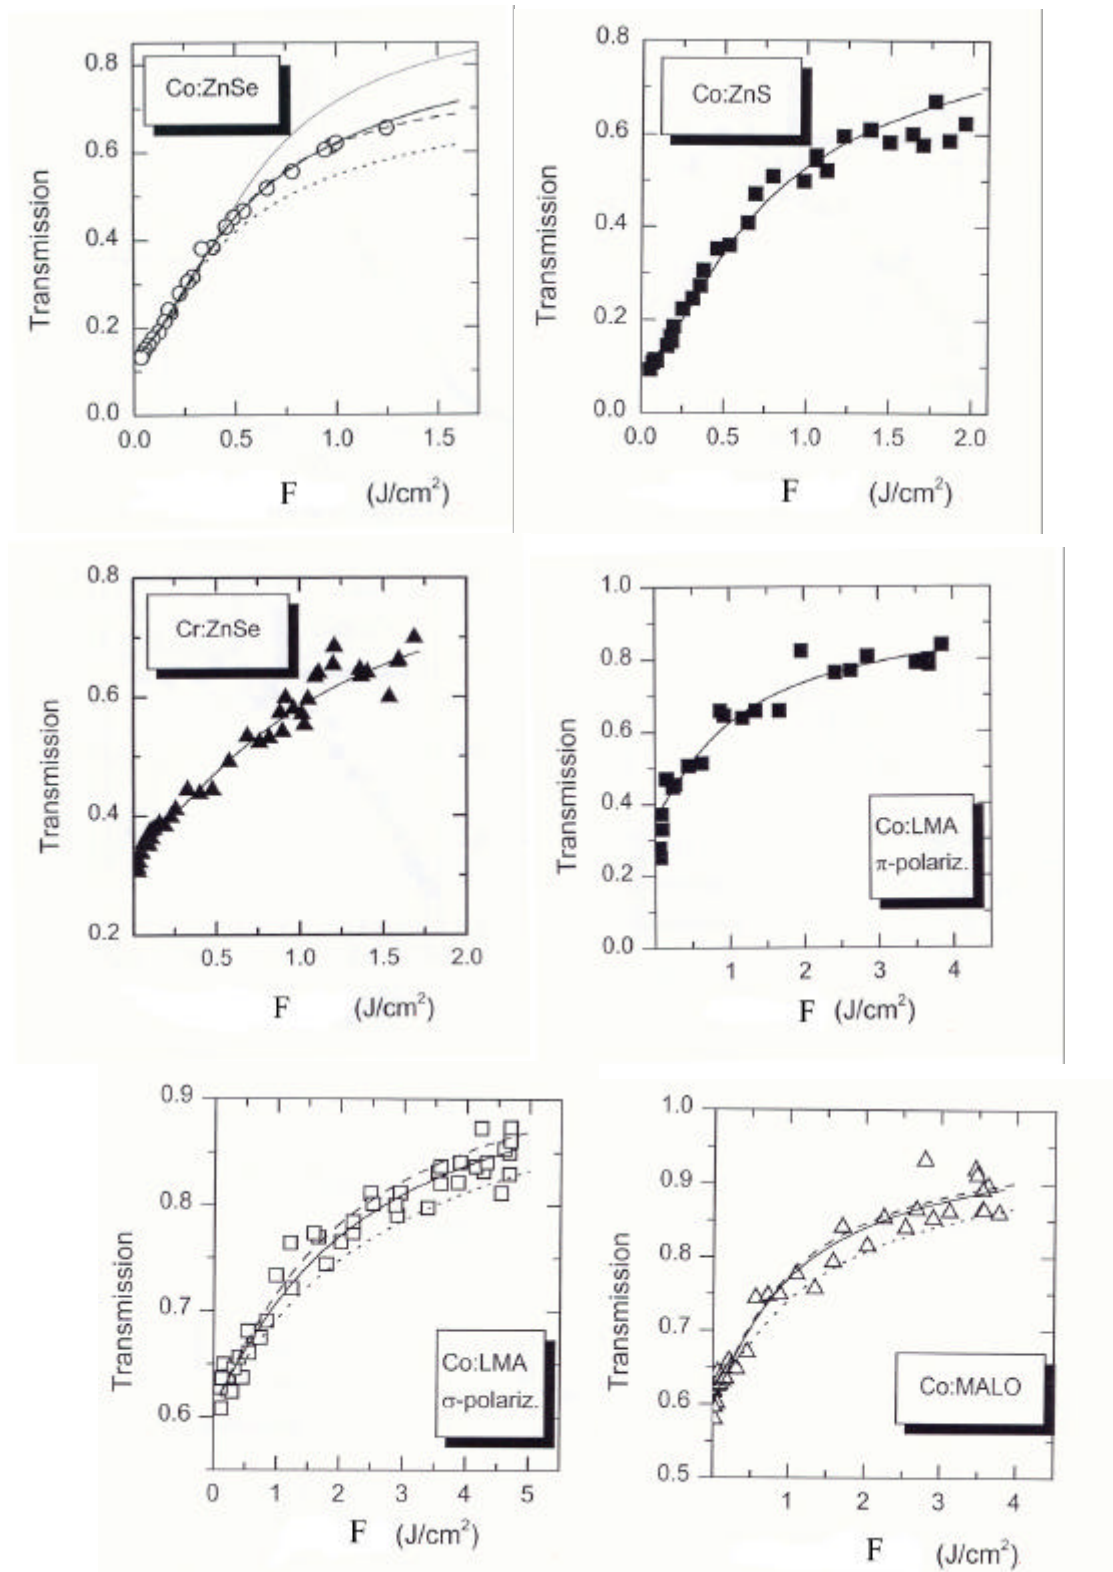 Co:ZnSe
Transmission
0.8
0.6
0.4
0.2
0.0
0.0 0.5 1.0 1.5
F (J/cm²)
Co:ZnS
Transmission
0.8
0.6
0.4
0.2
0.0
0.0 0.5 1.0 1.5 2.0
F (J/cm²)
Cr:ZnSe
Transmission
0.8
0.6
0.4
0.2
0.5 1.0 1.5 2.0
F (J/cm²)
Co:LMA
π-polariz.
Transmission
1.0
0.8
0.6
0.4
0.2
0.0
1 2 3 4
F (J/cm²)
Co:LMA
σ-polariz.
Transmission
0.9
0.8
0.7
0.6
0 1 2 3 4 5
F (J/cm²)
Co:MALO
Transmission
1.0
0.9
0.8
0.7
0.6
0.5
1 2 3 4
F (J/cm²)